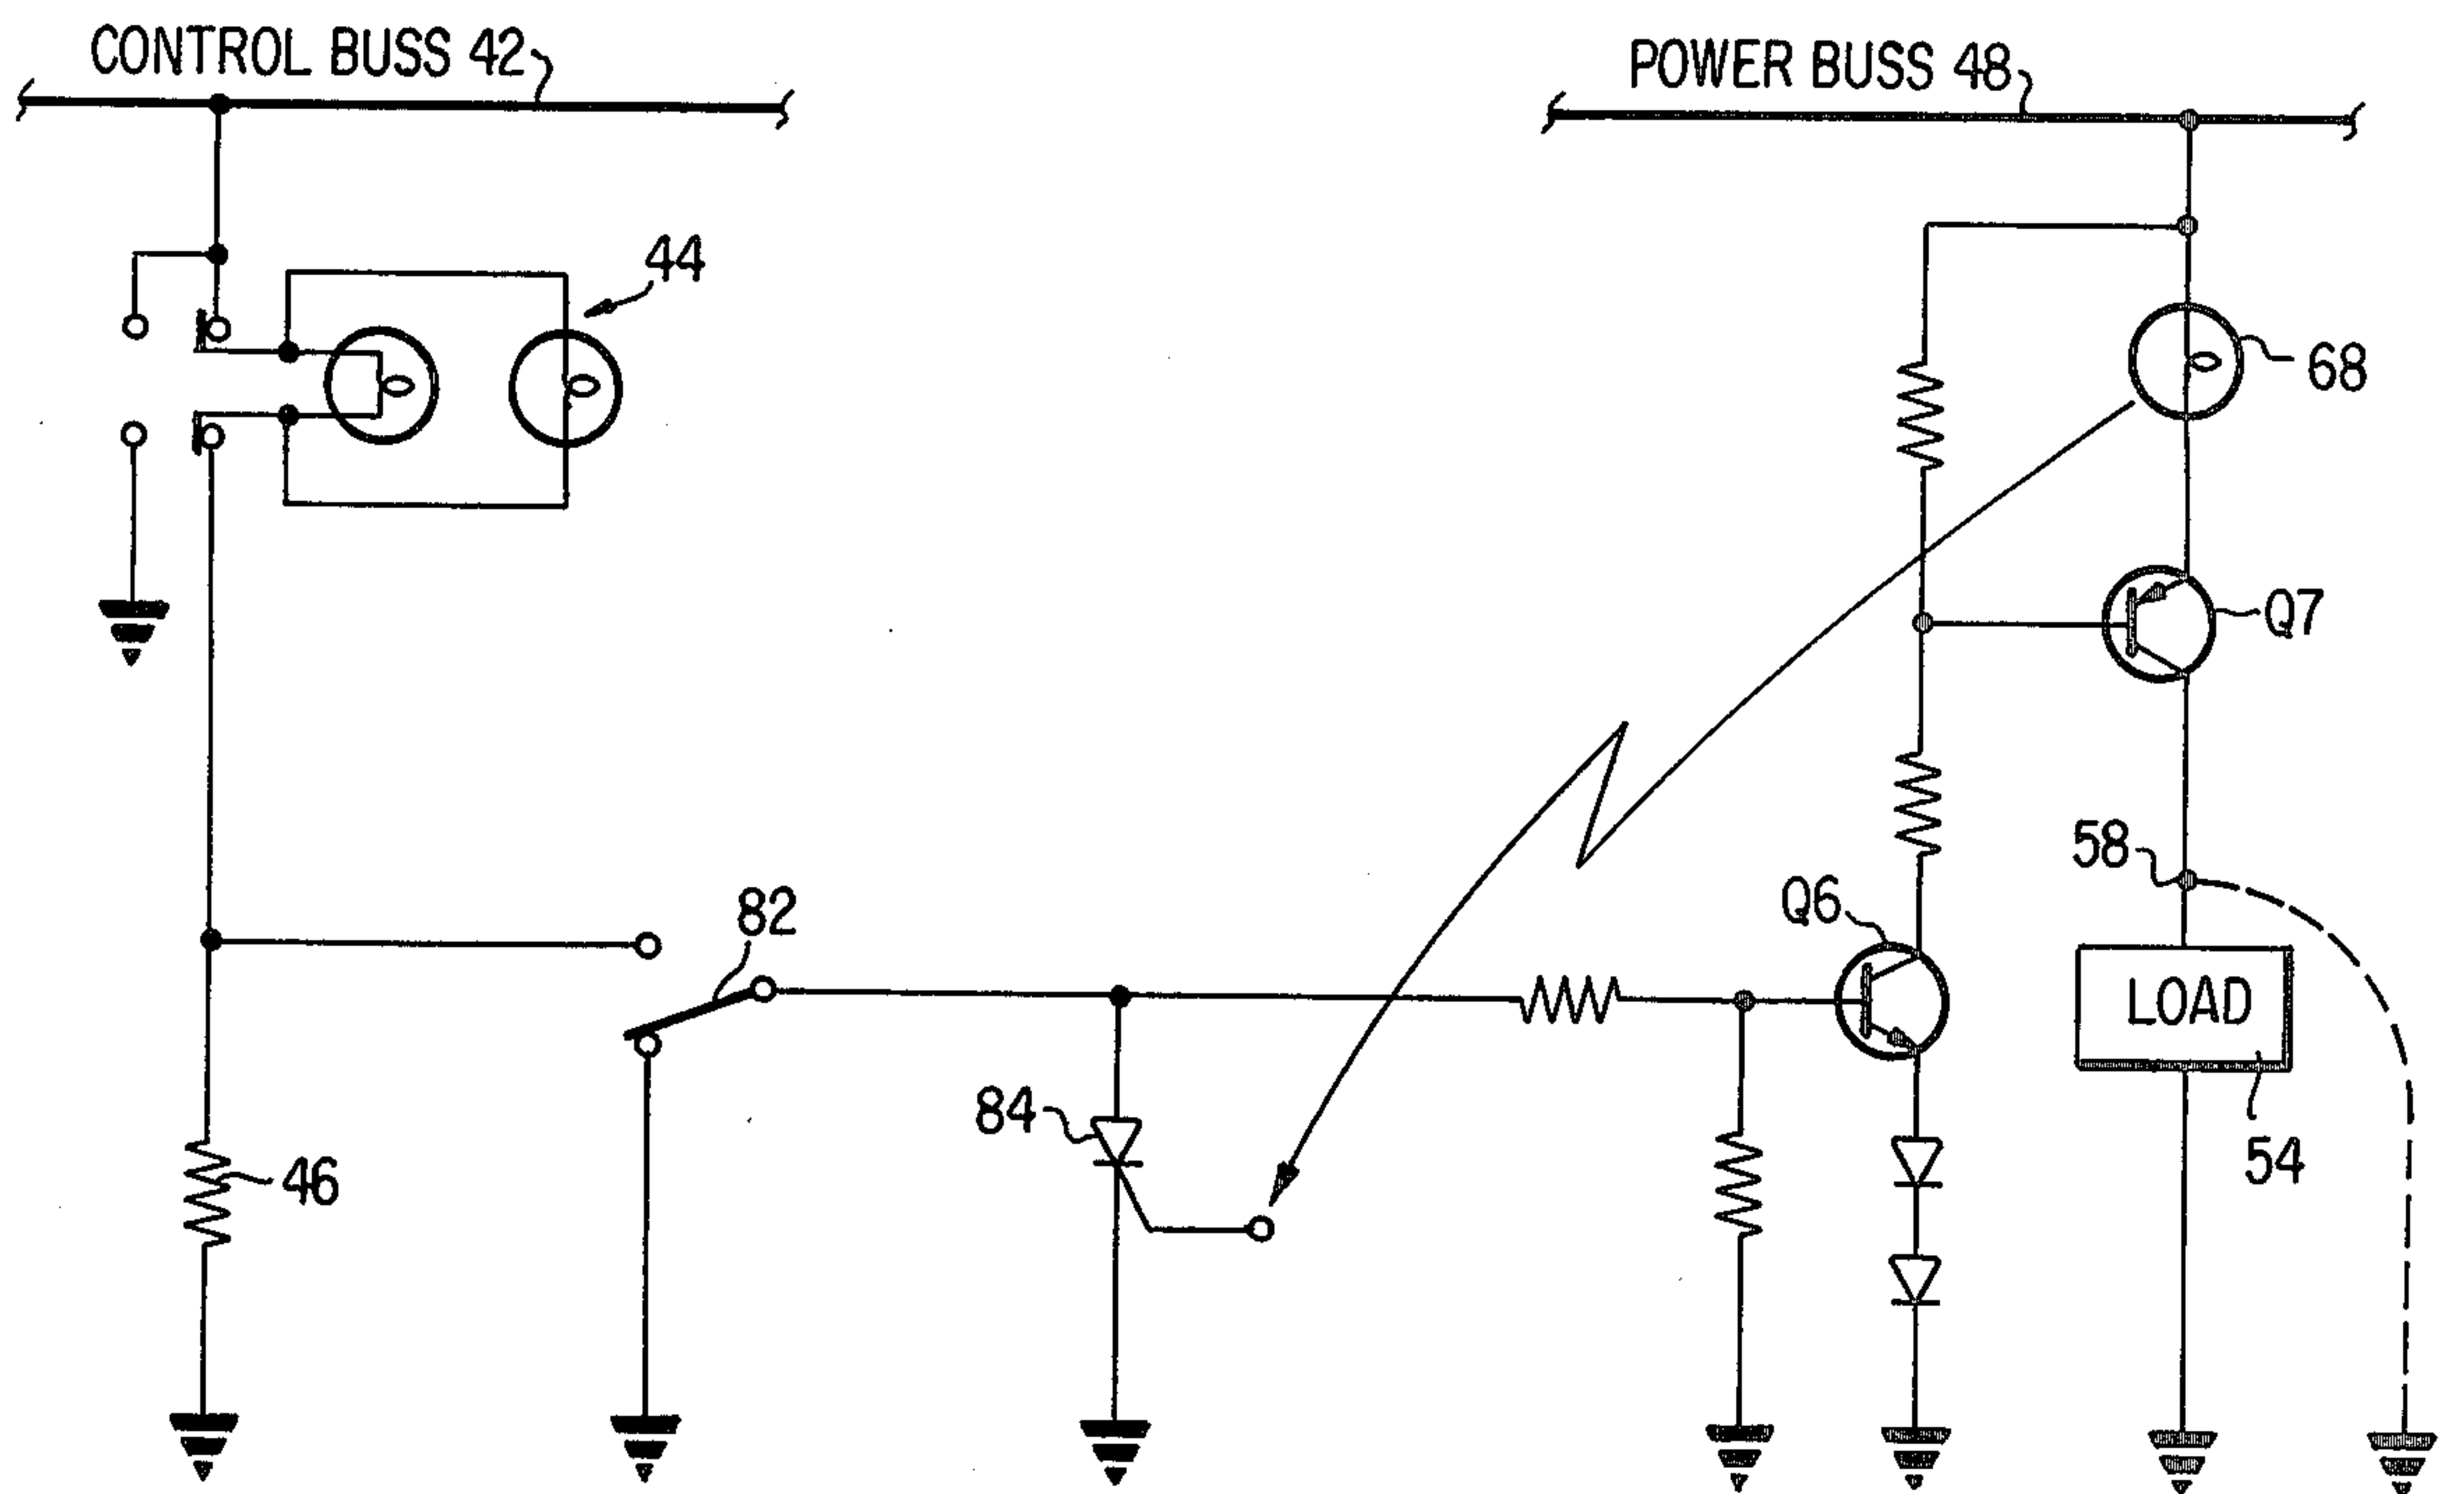 CONTROL BUSS 42
POWER BUSS 48
44
68
Q7
58
82
Q6
LOAD
84
54
46